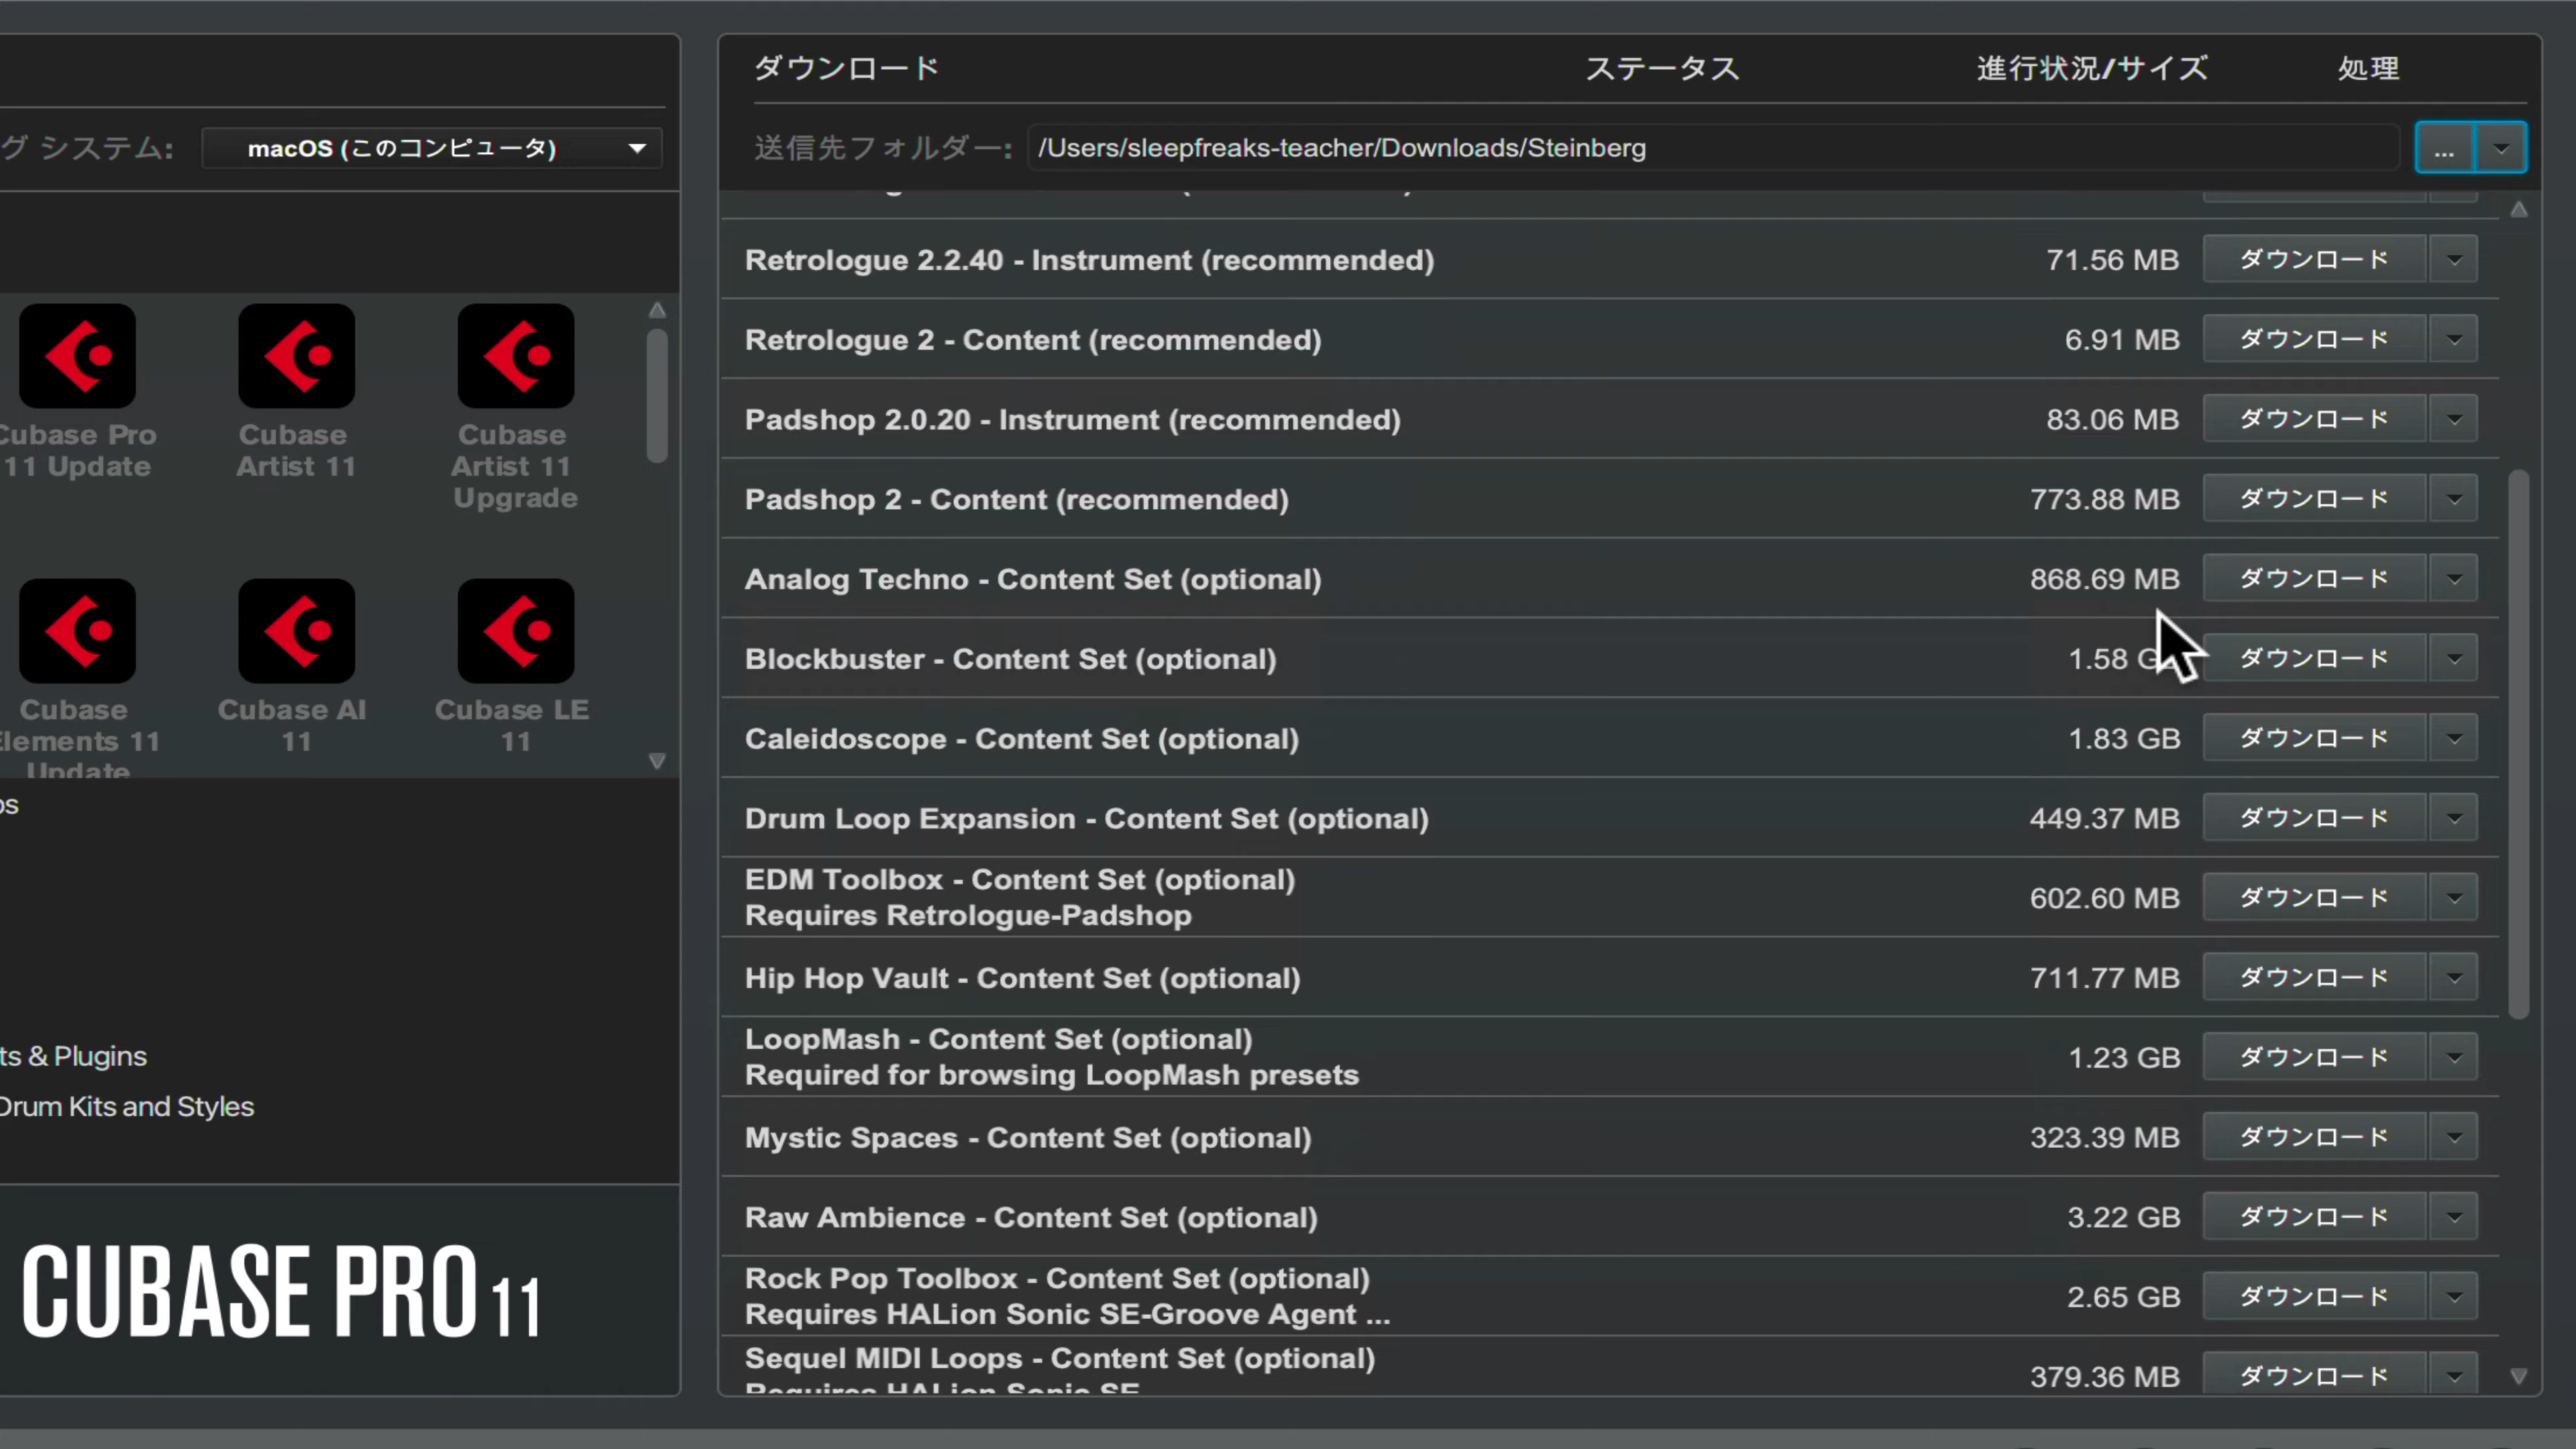 グ システム:
macOS (このコンピュータ)
Cubase Pro
11 Update
Cubase
Artist 11
Cubase
Artist 11
Upgrade
Cubase
Elements 11
Update
Cubase AI
11
Cubase LE
11
ts & Plugins
Drum Kits and Styles
CUBASE PRO 11
ダウンロード ステータス 進行状況/サイズ 処理
送信先フォルダー: /Users/sleepfreaks-teacher/Downloads/Steinberg ...
Retrologue 2.2.40 - Instrument (recommended) 71.56 MB ダウンロード
Retrologue 2 - Content (recommended) 6.91 MB ダウンロード
Padshop 2.0.20 - Instrument (recommended) 83.06 MB ダウンロード
Padshop 2 - Content (recommended) 773.88 MB ダウンロード
Analog Techno - Content Set (optional) 868.69 MB ダウンロード
Blockbuster - Content Set (optional) 1.58 G ダウンロード
Caleidoscope - Content Set (optional) 1.83 GB ダウンロード
Drum Loop Expansion - Content Set (optional) 449.37 MB ダウンロード
EDM Toolbox - Content Set (optional)
Requires Retrologue-Padshop 602.60 MB ダウンロード
Hip Hop Vault - Content Set (optional) 711.77 MB ダウンロード
LoopMash - Content Set (optional)
Required for browsing LoopMash presets 1.23 GB ダウンロード
Mystic Spaces - Content Set (optional) 323.39 MB ダウンロード
Raw Ambience - Content Set (optional) 3.22 GB ダウンロード
Rock Pop Toolbox - Content Set (optional)
Requires HALion Sonic SE-Groove Agent ... 2.65 GB ダウンロード
Sequel MIDI Loops - Content Set (optional) 379.36 MB ダウンロード
Requires HALion Sonic SE